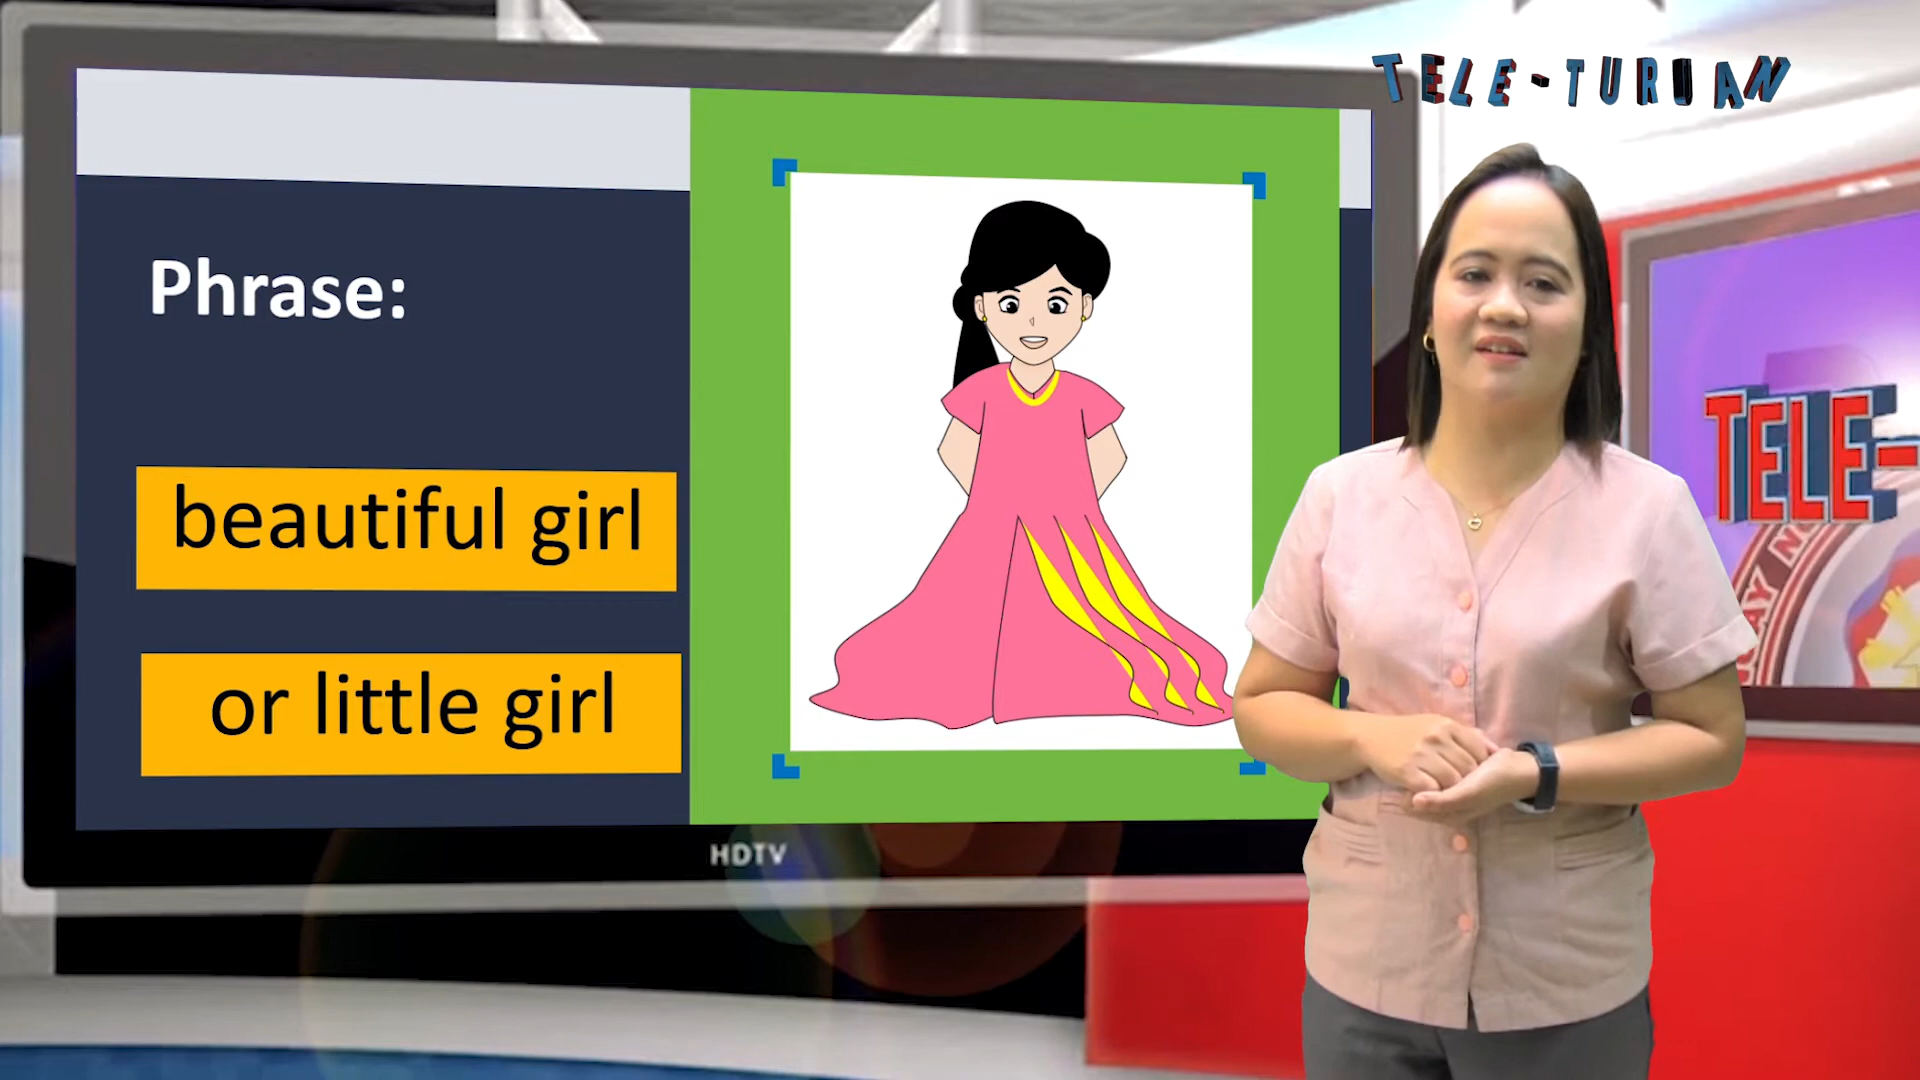 TELE-TURUAN
Phrase:
beautiful girl
or little girl
TELE-
HDTV